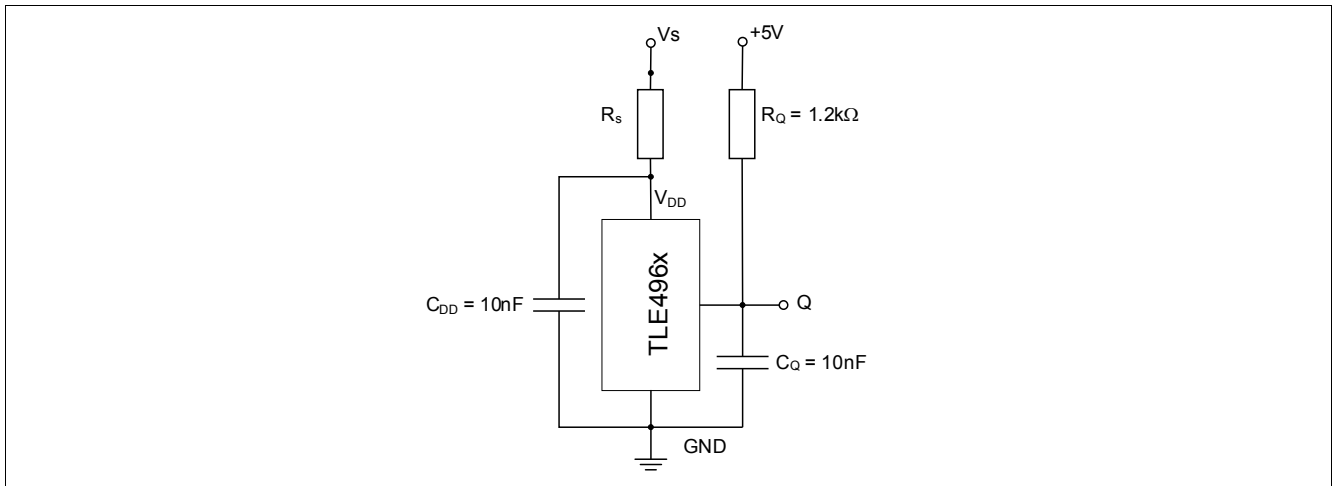 Vs
+5V
Rs
RQ = 1.2kΩ
VDD
TLE496x
CDD = 10nF
Q
CQ = 10nF
GND